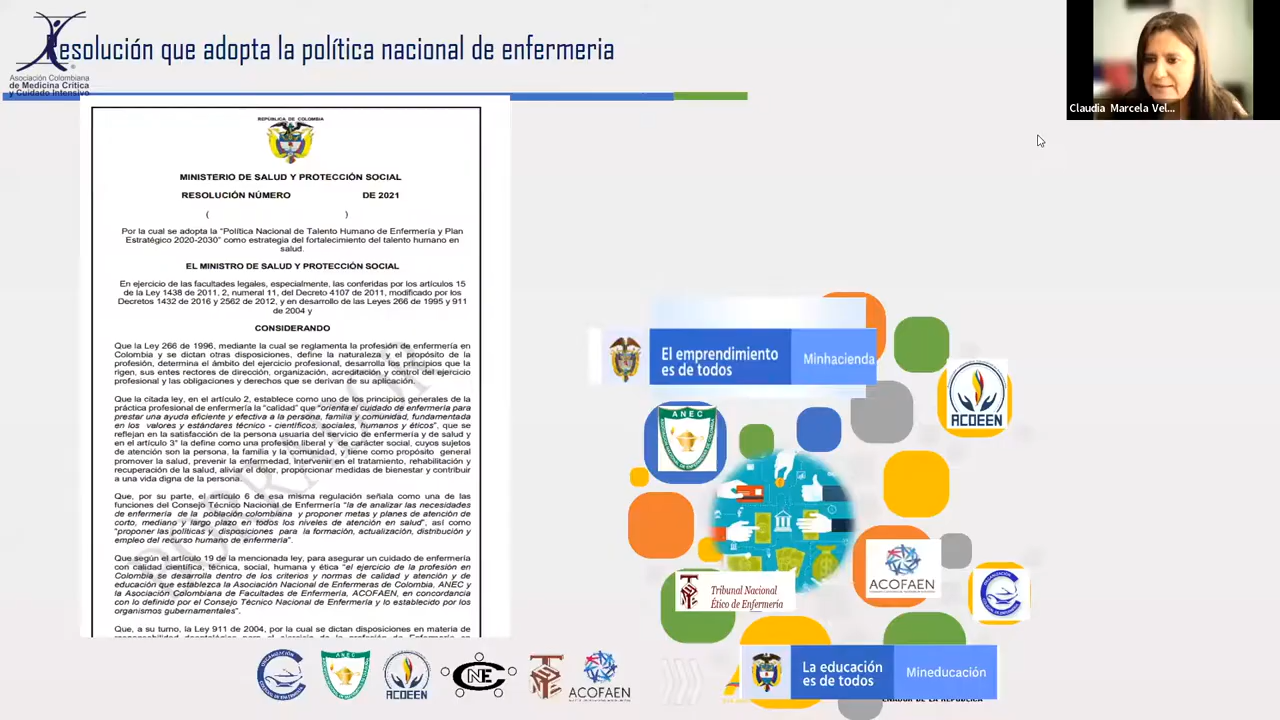 Resolución que adopta la política nacional de enfermeria
Asociación Colombiana
de Medicina Crítica
y Cuidado Intensivo
Claudia Marcela Vel...
REPÚBLICA DE COLOMBIA
MINISTERIO DE SALUD Y PROTECCIÓN SOCIAL
RESOLUCIÓN NÚMERO DE 2021
( )
Por la cual se adopta la “Política Nacional de Talento Humano de Enfermería y Plan
Estratégico 2020-2030” como estrategia del fortalecimiento del talento humano en
salud.
EL MINISTRO DE SALUD Y PROTECCIÓN SOCIAL
En ejercicio de las facultades legales, especialmente, las conferidas por los artículos 15
de la Ley 1438 de 2011, 2, numeral 11, del Decreto 4107 de 2011, modificado por los
Decretos 1432 de 2016 y 2562 de 2012, y en desarrollo de las Leyes 266 de 1995 y 911
de 2004 y
CONSIDERANDO
Que la Ley 266 de 1996, mediante la cual se reglamenta la profesión de enfermería en
Colombia y se dictan otras disposiciones, define la naturaleza y el propósito de la
profesión, determina el ámbito del ejercicio profesional, desarrolla los principios que la
rigen, sus entes rectores de dirección, organización, acreditación y control del ejercicio
profesional y las obligaciones y derechos que se derivan de su aplicación.
Que la citada ley, en el artículo 2, establece como uno de los principios generales de la
práctica profesional de enfermería la “calidad” que “orienta el cuidado de enfermería para
prestar una ayuda eficiente y efectiva a la persona, familia y comunidad, fundamentada
en los valores y estándares técnico - científicos, sociales, humanos y éticos”, que se
reflejan en la satisfacción de la persona usuaria del servicio de enfermería y de salud y
en el artículo 3° la define como una profesión liberal y de carácter social, cuyos sujetos
de atención son la persona, la familia y la comunidad, y tiene como propósito general
promover la salud, prevenir la enfermedad, intervenir en el tratamiento, rehabilitación y
recuperación de la salud, aliviar el dolor, proporcionar medidas de bienestar y contribuir
a una vida digna de la persona.
Que, por su parte, el artículo 6 de esa misma regulación señala como una de las
funciones del Consejo Técnico Nacional de Enfermería “la de analizar las necesidades
de enfermería de la población colombiana y proponer metas y planes de atención de
corto, mediano y largo plazo en todos los niveles de atención en salud”, así como
“proponer las políticas y disposiciones para la formación, actualización, distribución y
empleo del recurso humano de enfermería”.
Que según el artículo 19 de la mencionada ley, para asegurar un cuidado de enfermería
con calidad científica, técnica, social, humana y ética “el ejercicio de la profesión en
Colombia se desarrolla dentro de los criterios y normas de calidad y atención y de
educación que establezca la Asociación Nacional de Enfermeras de Colombia, ANEC y
la Asociación Colombiana de Facultades de Enfermería, ACOFAEN, en concordancia
con lo definido por el Consejo Técnico Nacional de Enfermería y lo establecido por los
organismos gubernamentales”.
Que, a su turno, la Ley 911 de 2004, por la cual se dictan disposiciones en materia de
El emprendimiento
es de todos
Minhacienda
ANEC
ACOEEN
Tribunal Nacional
Ético de Enfermería
ACOFAEN
La educación
es de todos
Mineducación
ANEC
ACOEEN
CNE
ACOFAEN